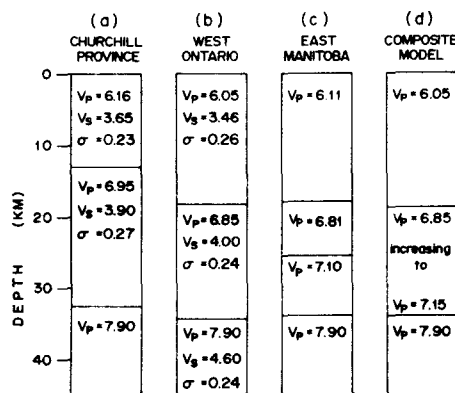 (a)
CHURCHILL
PROVINCE
(b)
WEST
ONTARIO
(c)
EAST
MANITOBA
(d)
COMPOSITE
MODEL
DEPTH (KM)
0
10
20
30
40
Vp=6.16
Vs=3.65
σ=0.23
Vp=6.95
Vs=3.90
σ=0.27
Vp=7.90
Vp=6.05
Vs=3.46
σ=0.26
Vp=6.85
Vs=4.00
σ=0.24
Vp=7.90
Vs=4.60
σ=0.24
Vp=6.11
Vp=6.81
Vp=7.10
Vp=7.90
Vp=6.05
Vp=6.85
increasing
to
Vp=7.15
Vp=7.90